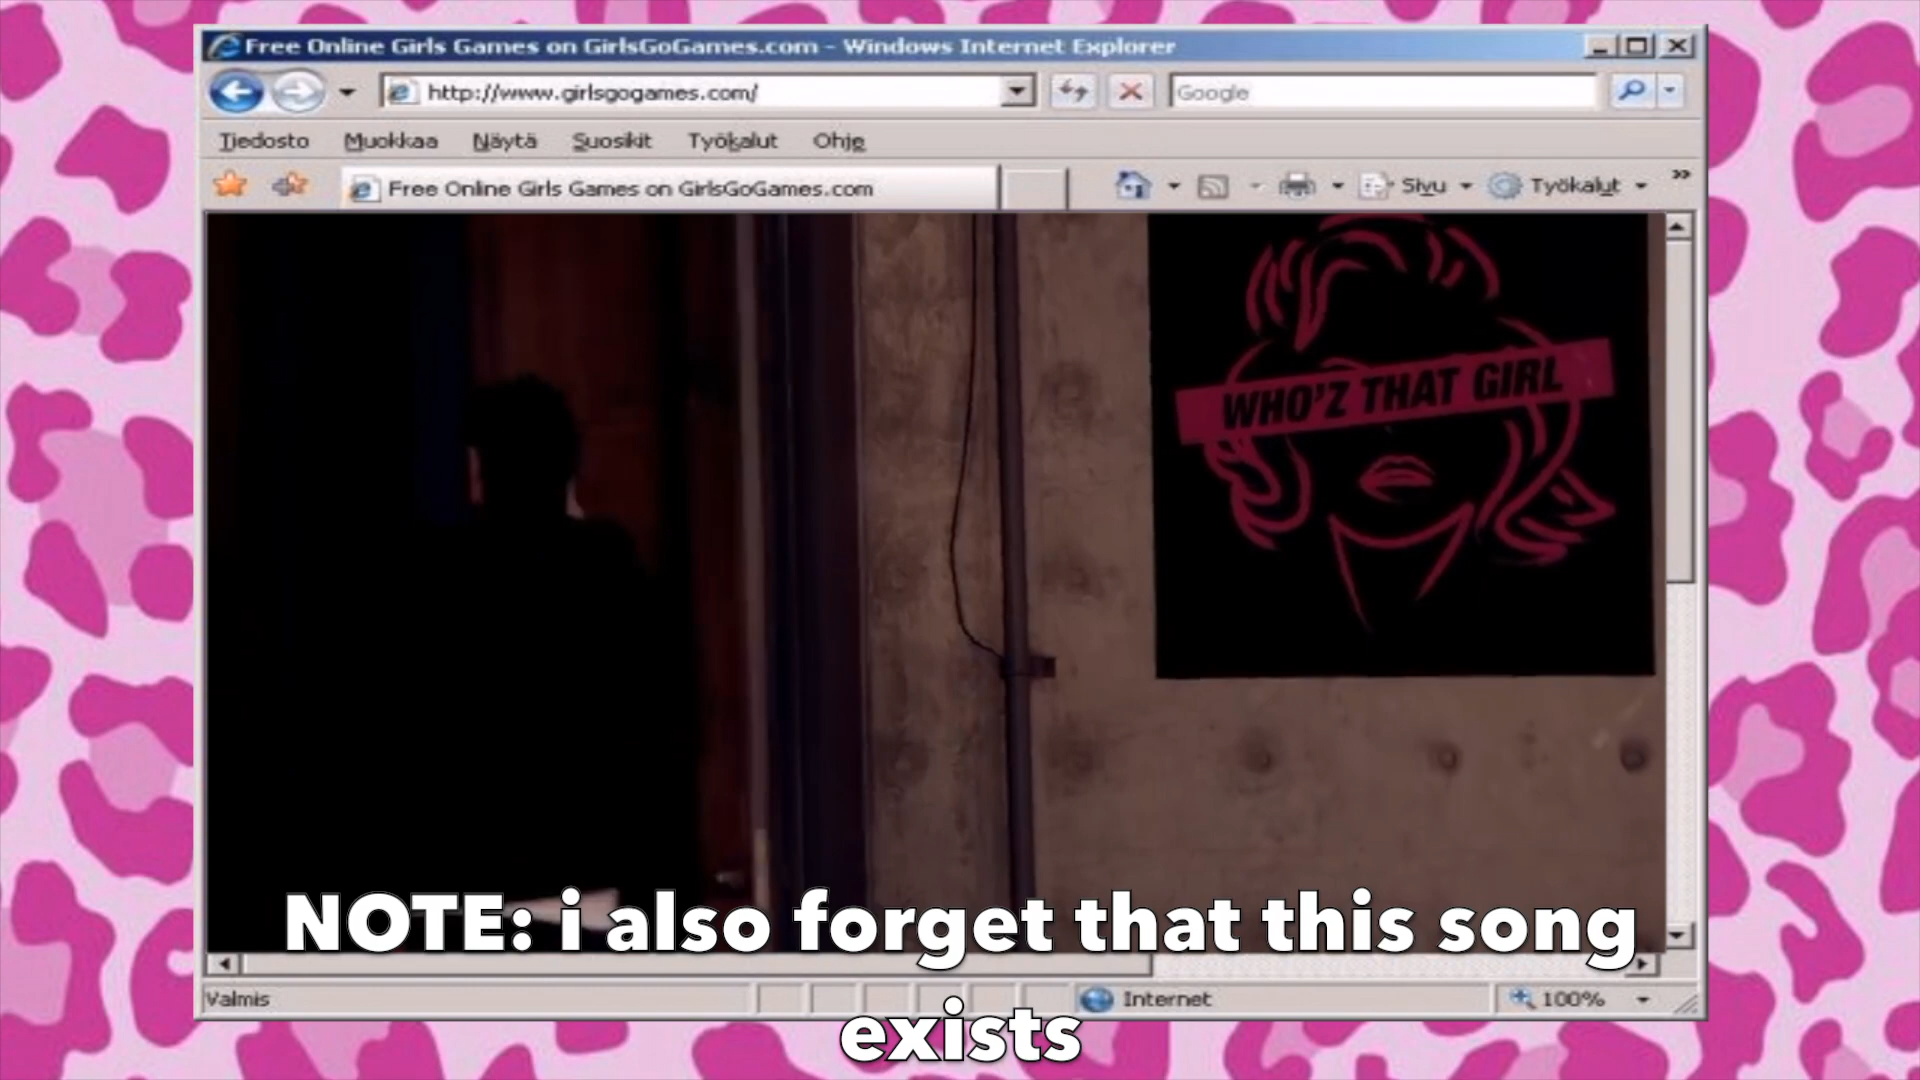 Free Online Girls Games on GirlsGoGames.com - Windows Internet Explorer
http://www.girlsgogames.com/
Google
Tiedosto Muokkaa Näytä Suosikit Työkalut Ohje
Free Online Girls Games on GirlsGoGames.com
Sivu Työkalut »
WHO'Z THAT GIRL
NOTE: i also forget that this song
exists
Valmis
Internet
100%